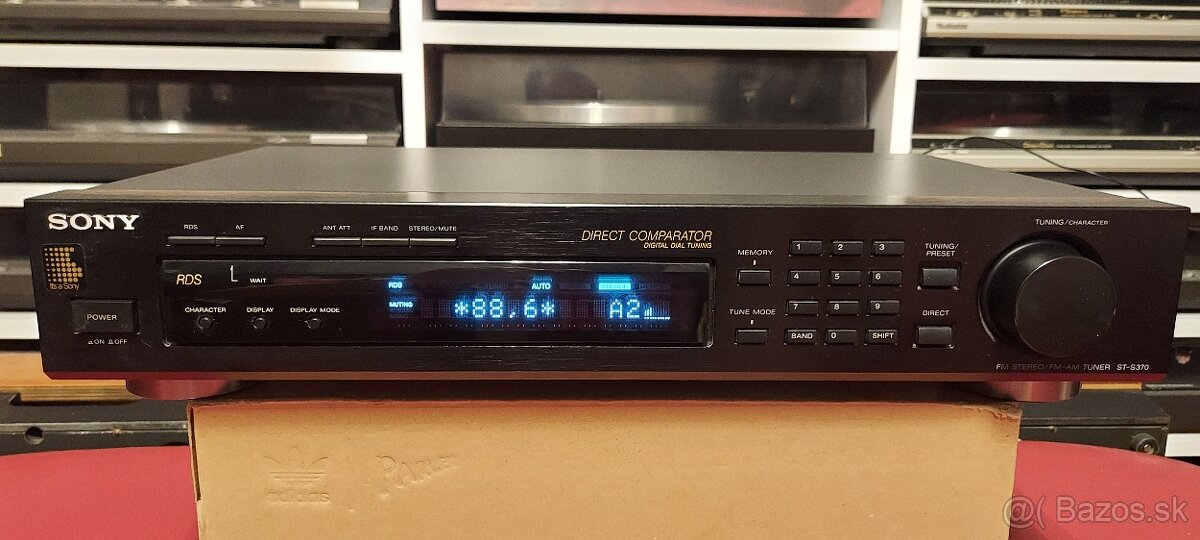 SONY
It's a Sony
POWER
ON OFF
RDS
AF
ANT ATT
IF BAND
STEREO/MUTE
DIRECT COMPARATOR
DIGITAL DIAL TUNING
RDS
WAIT
CHARACTER
DISPLAY
DISPLAY MODE
RDS
AUTO
MUTING
*88,6*
A2
MEMORY
TUNE MODE
1 2 3
4 5 6
7 8 9
BAND 0 SHIFT
TUNING/
PRESET
DIRECT
TUNING/CHARACTER
FM STEREO/FM-AM TUNER ST-S370
adidas
@( Bazos.sk